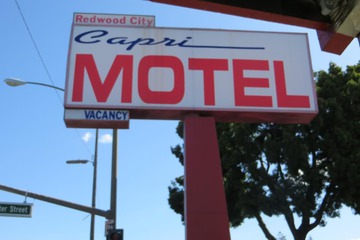 Redwood City
Capri
MOTEL
VACANCY
Street